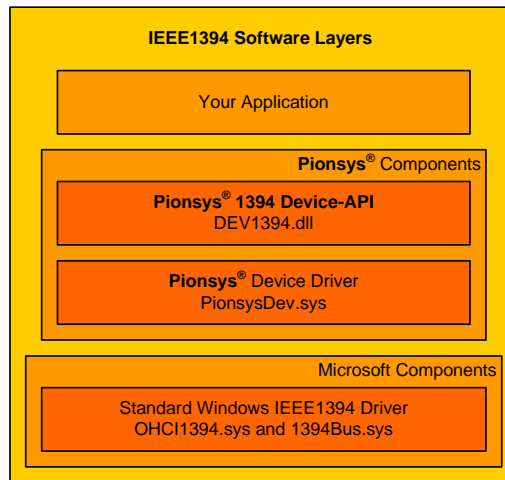 IEEE1394 Software Layers
Your Application
Pionsys® Components
Pionsys® 1394 Device-API
DEV1394.dll
Pionsys® Device Driver
PionsysDev.sys
Microsoft Components
Standard Windows IEEE1394 Driver
OHCI1394.sys and 1394Bus.sys